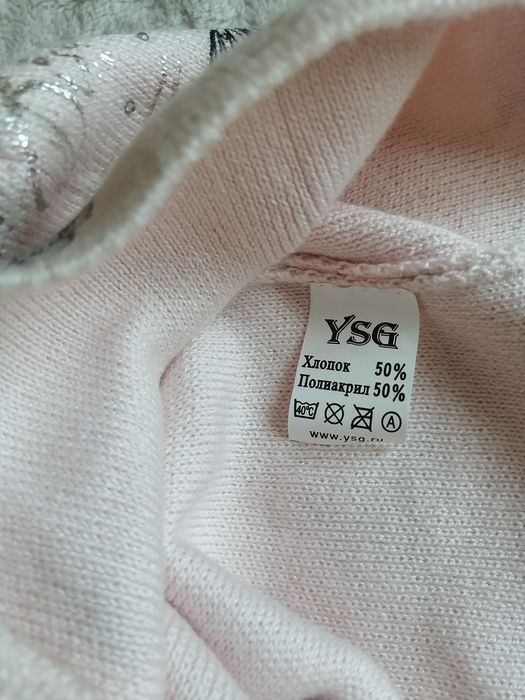 YSG
Хлопок 50%
Полиакрил 50%
40°C A
www.ysg.ru